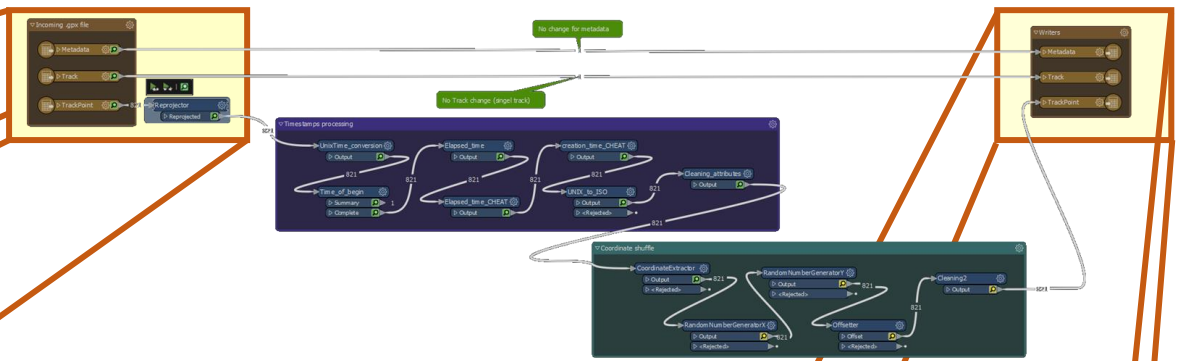 Incoming .gpx file
Metadata
Track
TrackPoint
821
Reprojector
Reprojected
No change for metadata
No Track change (singel track)
Writers
Metadata
Track
TrackPoint
Timestamps processing
UnixTime_conversion
Output
821
Time_of_begin
Summary
1
Complete
821
Elapsed_time
Output
821
Elapsed_time_CHEAT
Output
821
creation_time_CHEAT
Output
821
UNIX_to_ISO
Output
<Rejected>
821
Cleaning_attributes
Output
821
Coordinate shuffle
CoordinateExtractor
Output
<Rejected>
821
RandomNumberGeneratorX
Output
<Rejected>
821
RandomNumberGeneratorY
Output
<Rejected>
821
Offsetter
Offset
<Rejected>
821
Cleaning2
Output